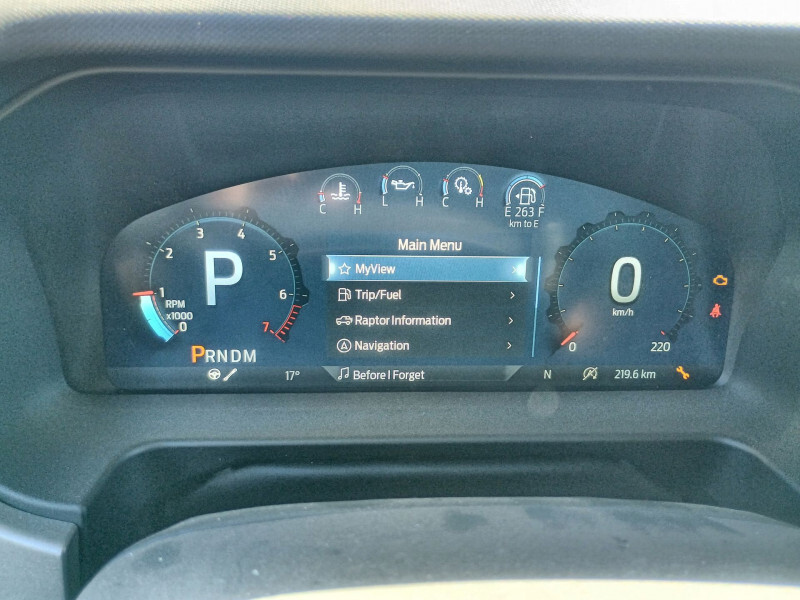 C H
L H
C H
E 263 F
km to E
Main Menu
MyView
Trip/Fuel
Raptor Information
Navigation
0 1 2 3 4 5 6 7
RPM
x1000
P
PRNDM
0
km/h
0 220
17°
Before I Forget
N
219.6 km